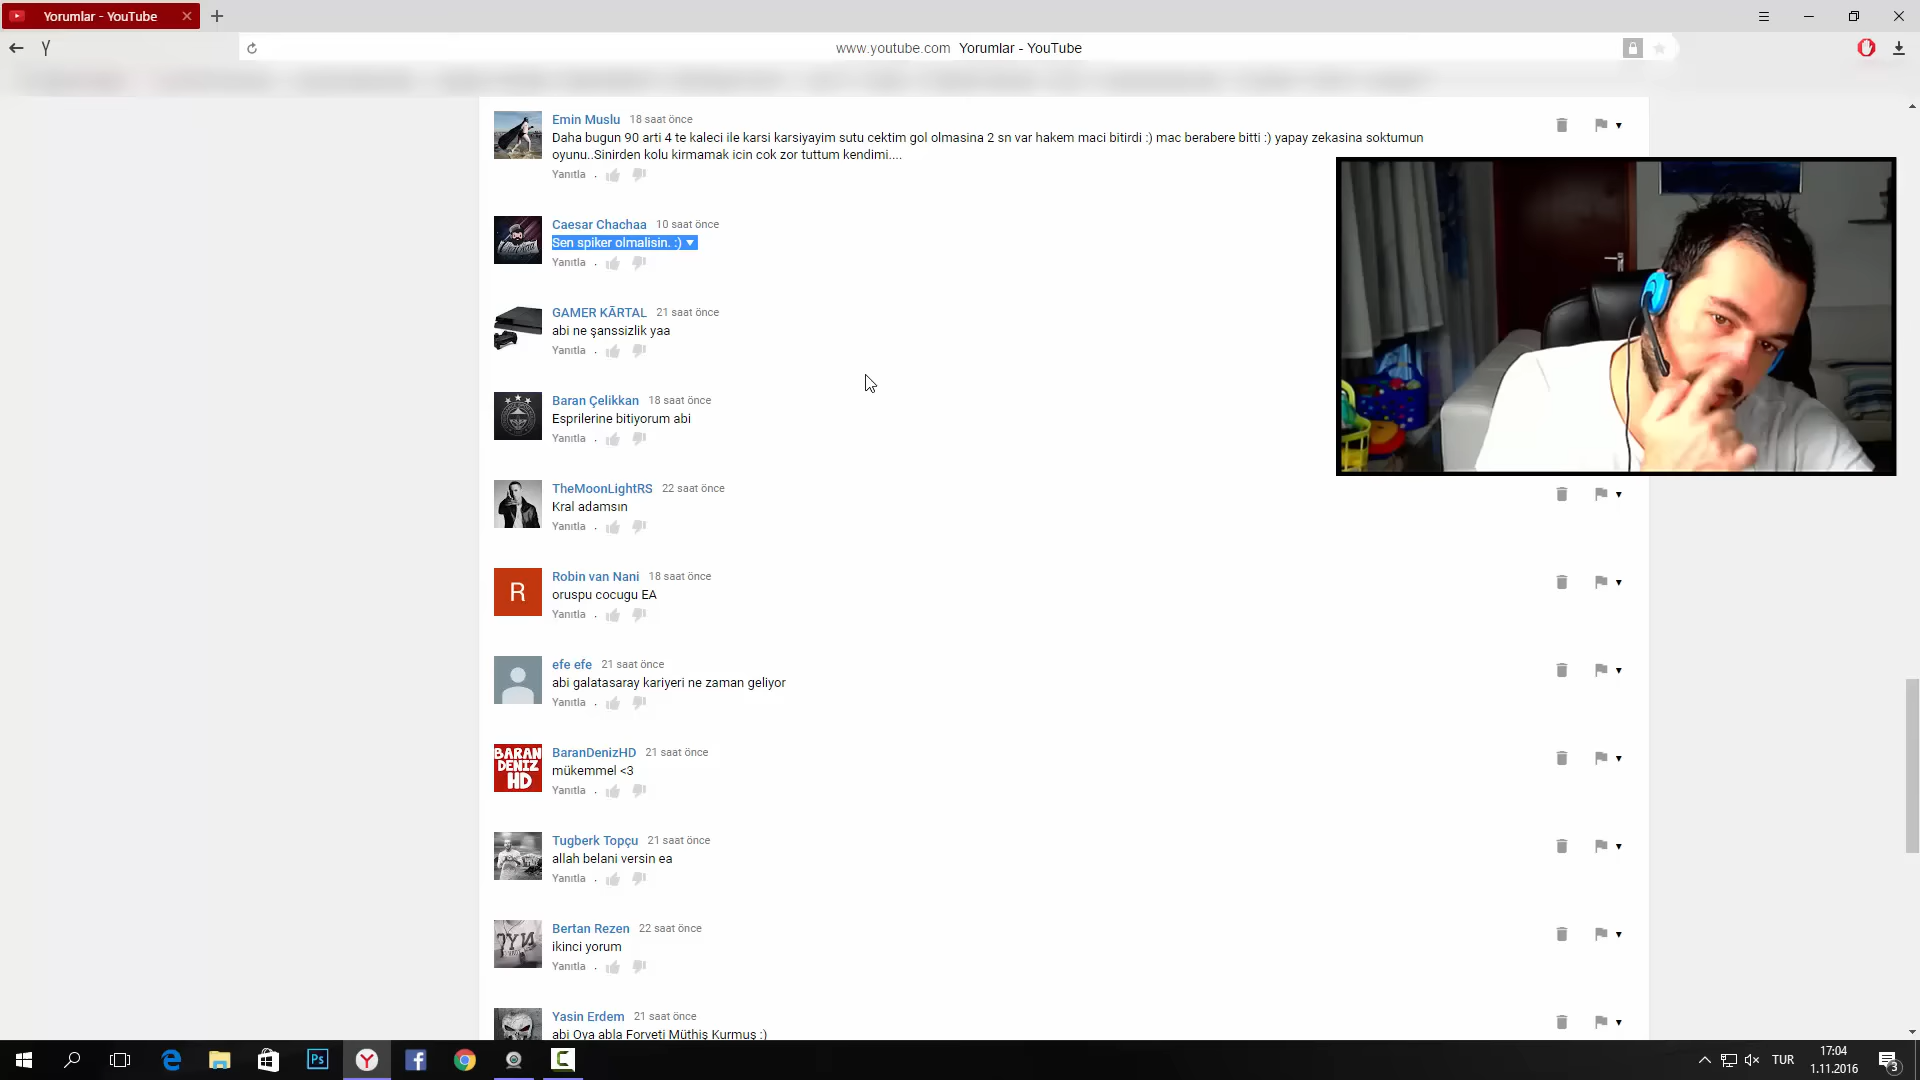 Yorumlar - YouTube
www.youtube.com Yorumlar - YouTube
Emin Muslu 18 saat önce
Daha bugun 90 arti 4 te kaleci ile karsi karsiyayim sutu cektim gol olmasina 2 sn var hakem maci bitirdi :) mac berabere bitti :) yapay zekasina soktumun
oyunu..Sinirden kolu kirmamak icin cok zor tuttum kendimi....
Yanıtla
Caesar Chachaa 10 saat önce
Sen spiker olmalisin. :)
Yanıtla
GAMER KĀRTAL 21 saat önce
abi ne şanssizlik yaa
Yanıtla
Baran Çelikkan 18 saat önce
Esprilerine bitiyorum abi
Yanıtla
TheMoonLightRS 22 saat önce
Kral adamsın
Yanıtla
R
Robin van Nani 18 saat önce
oruspu cocugu EA
Yanıtla
efe efe 21 saat önce
abi galatasaray kariyeri ne zaman geliyor
Yanıtla
BARAN
DENIZ
HD
BaranDenizHD 21 saat önce
mükemmel <3
Yanıtla
Tugberk Topçu 21 saat önce
allah belani versin ea
Yanıtla
Bertan Rezen 22 saat önce
ikinci yorum
Yanıtla
Yasin Erdem 21 saat önce
abi Oya abla Forveti Müthiş Kurmuş :)
Ps
TUR
17:04
1.11.2016
3